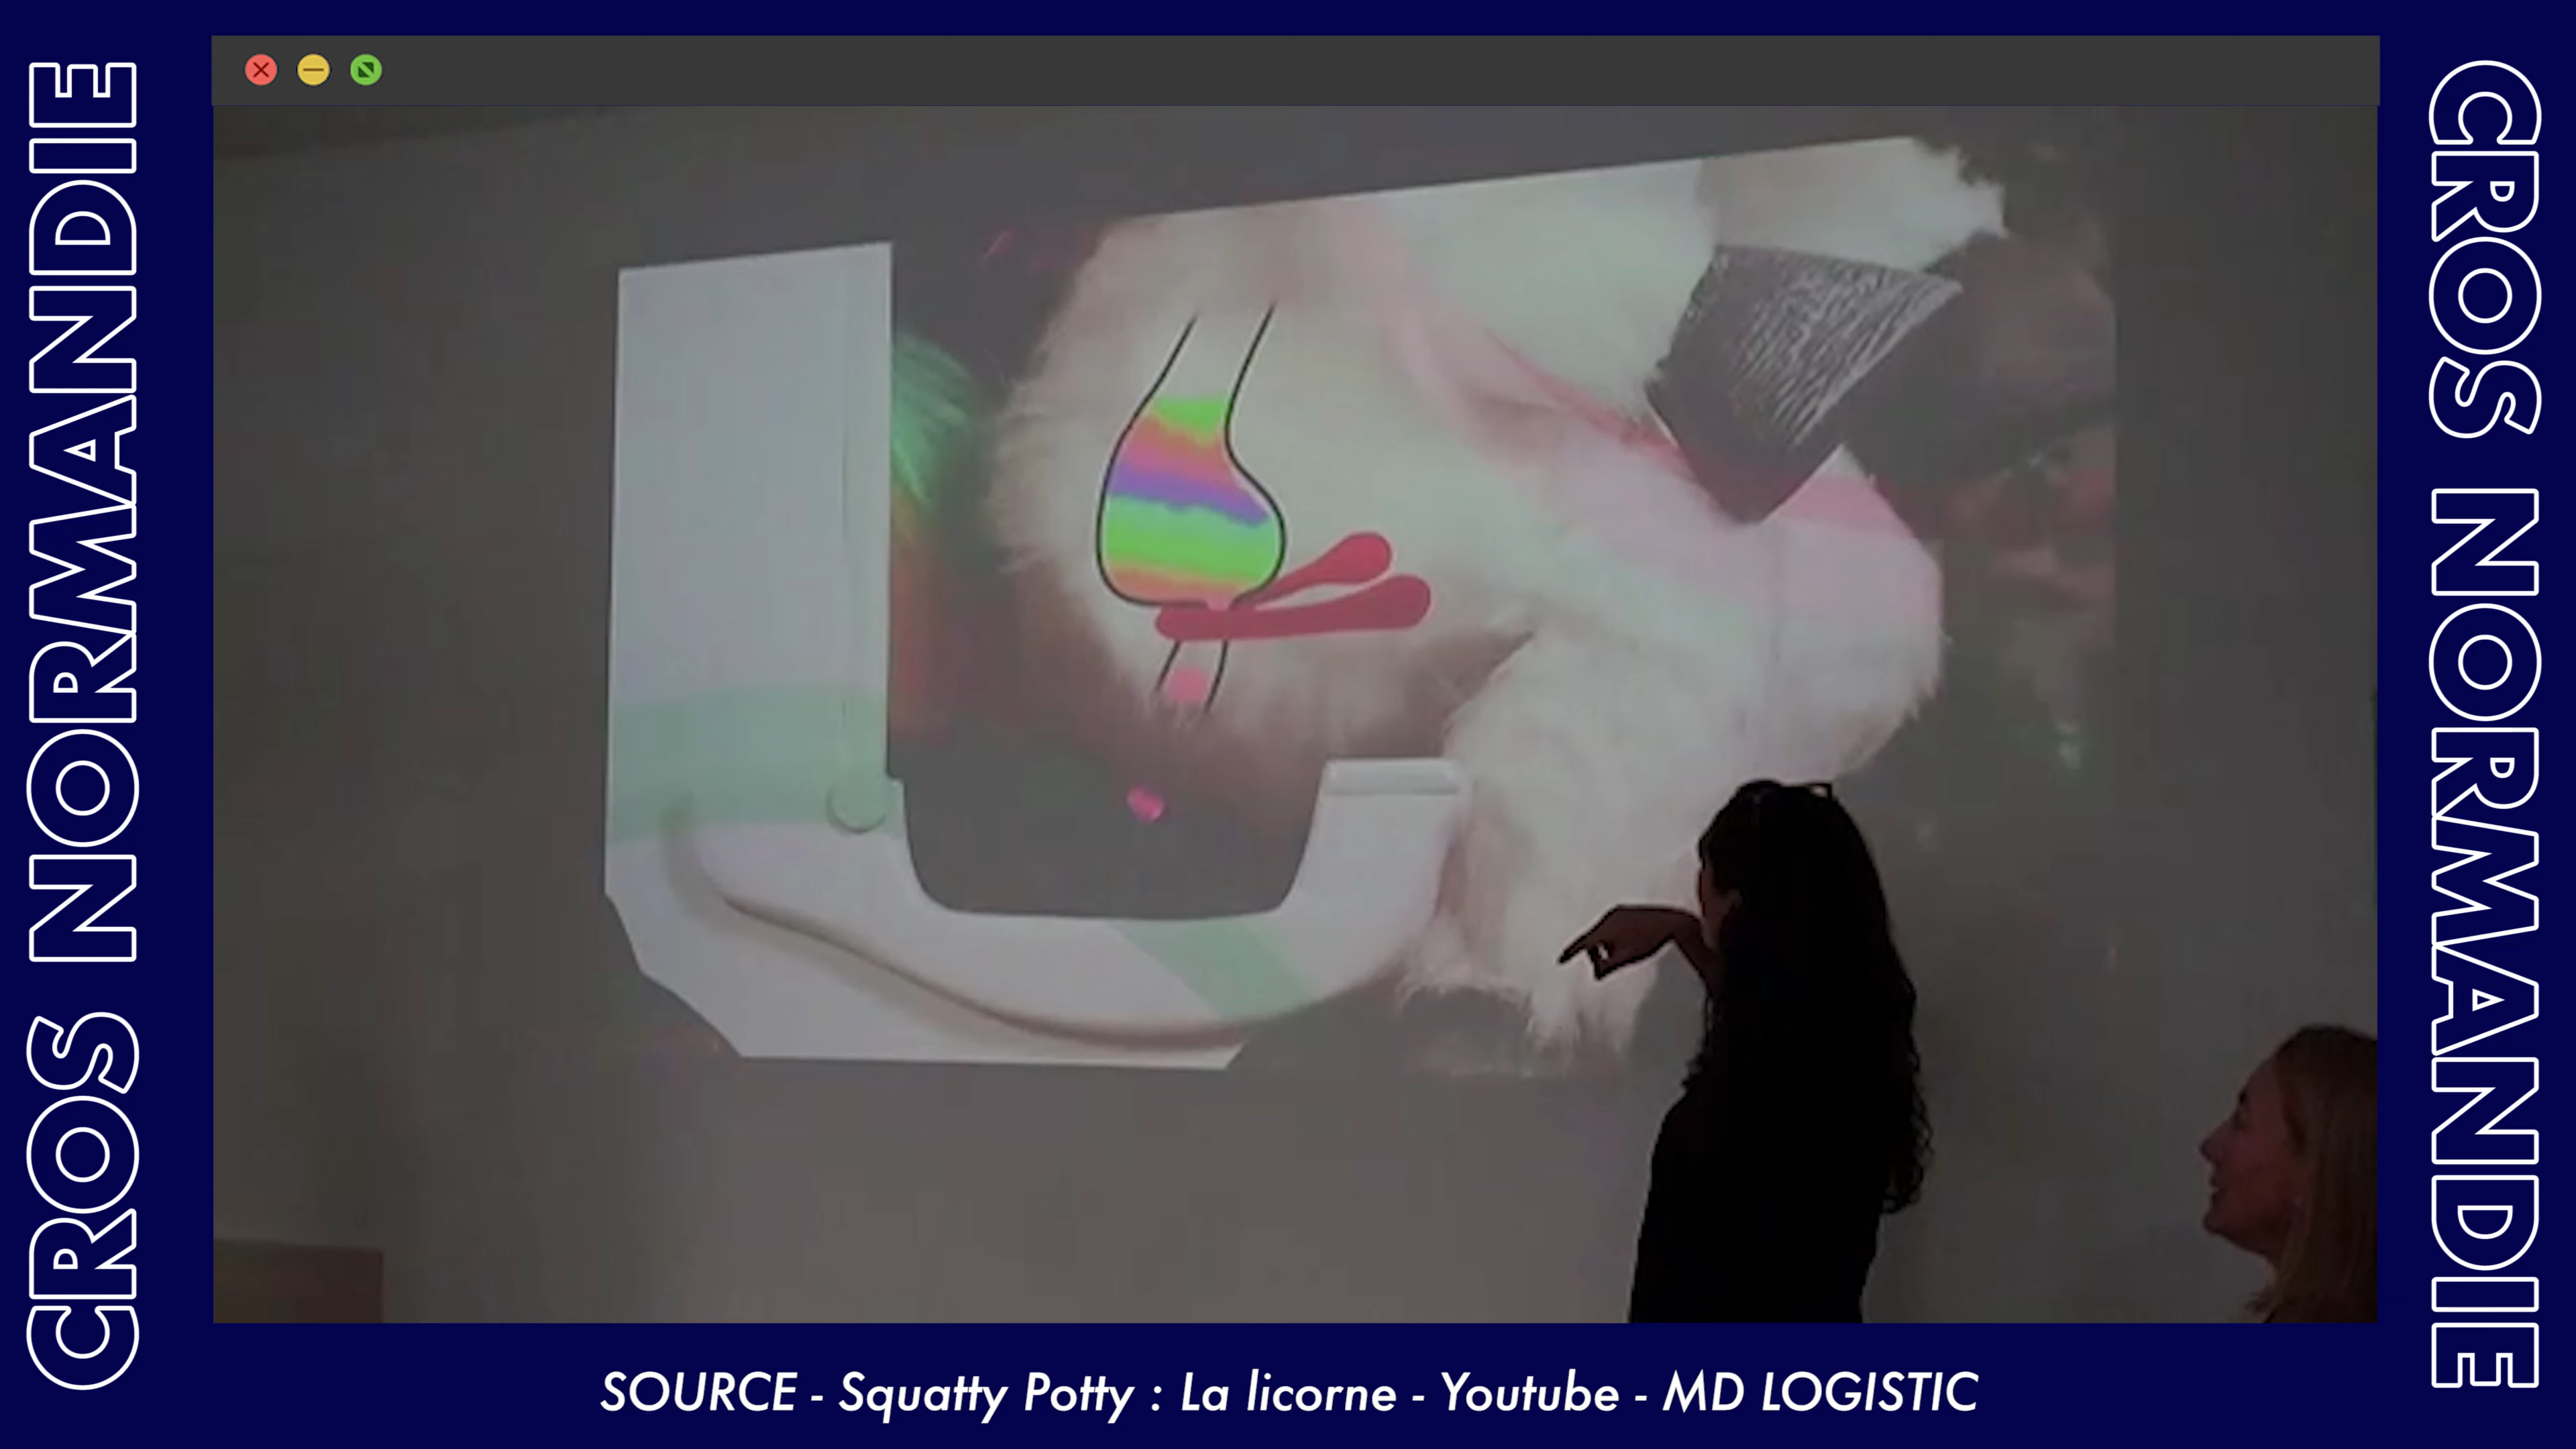 CROS NORMANDIE
CROS NORMANDIE
SOURCE - Squatty Potty : La licorne - Youtube - MD LOGISTIC